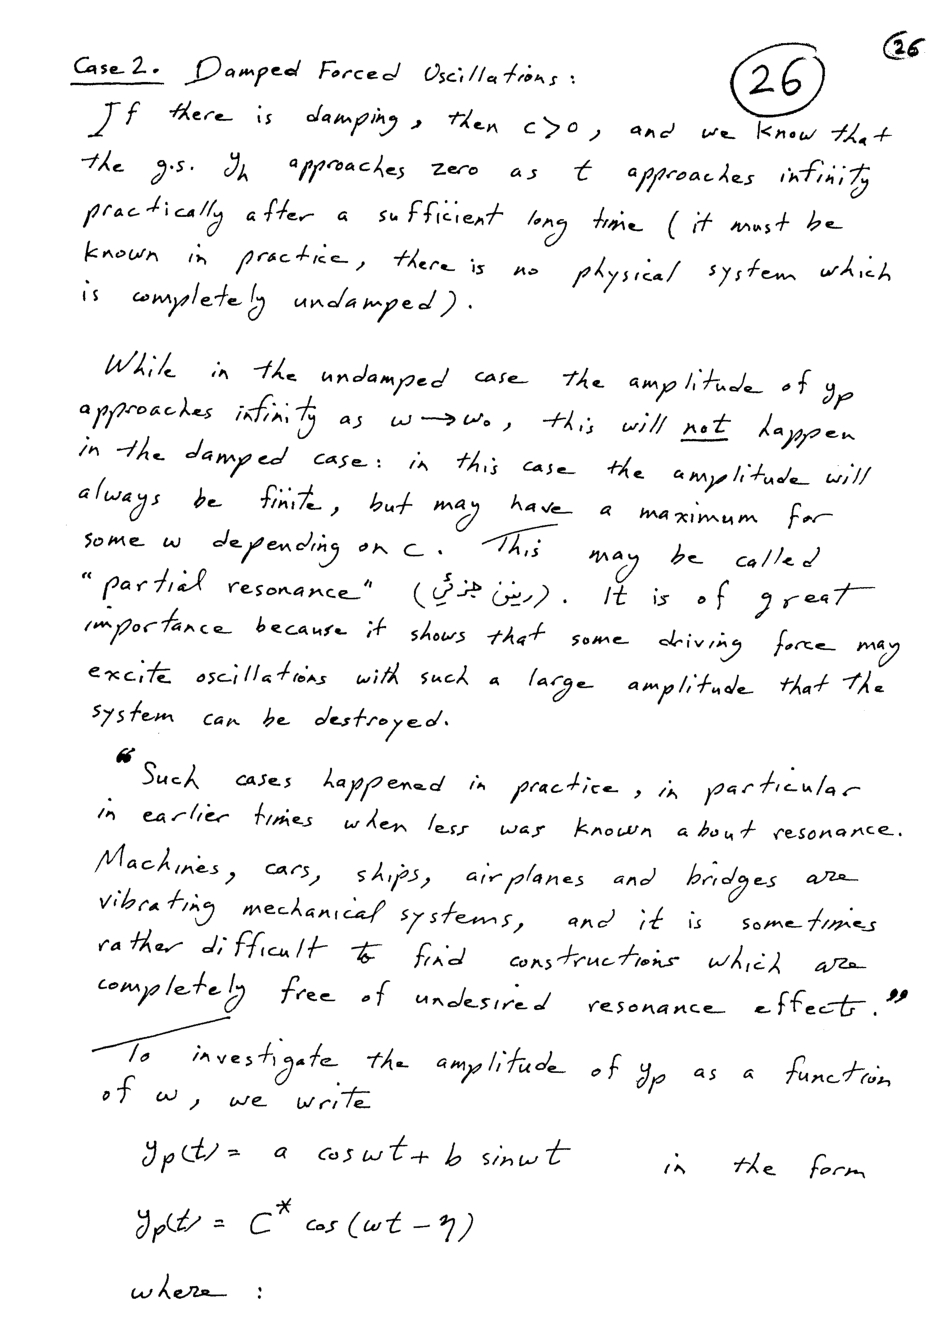 26
Case 2. Damped Forced Oscillations: 26
If there is damping, then c>0, and we know that
the g.s. yh approaches zero as t approaches infinity
practically after a sufficient long time (it must be
known in practice, there is no physical system which
is completely undamped).
While in the undamped case the amplitude of yp
approaches infinity as ω→ω₀, this will not happen
in the damped case: in this case the amplitude will
always be finite, but may have a maximum for
some ω depending on c. This may be called
"partial resonance" (رنين جزئي). It is of great
importance because it shows that some driving force may
excite oscillations with such a large amplitude that the
system can be destroyed.
"Such cases happened in practice, in particular
in earlier times when less was known about resonance.
Machines, cars, ships, airplanes and bridges are
vibrating mechanical systems, and it is sometimes
rather difficult to find constructions which are
completely free of undesired resonance effects."
To investigate the amplitude of yp as a function
of ω, we write
yp(t) = a cos ωt + b sin ωt in the form
yp(t) = C* cos (ωt - η)
where :